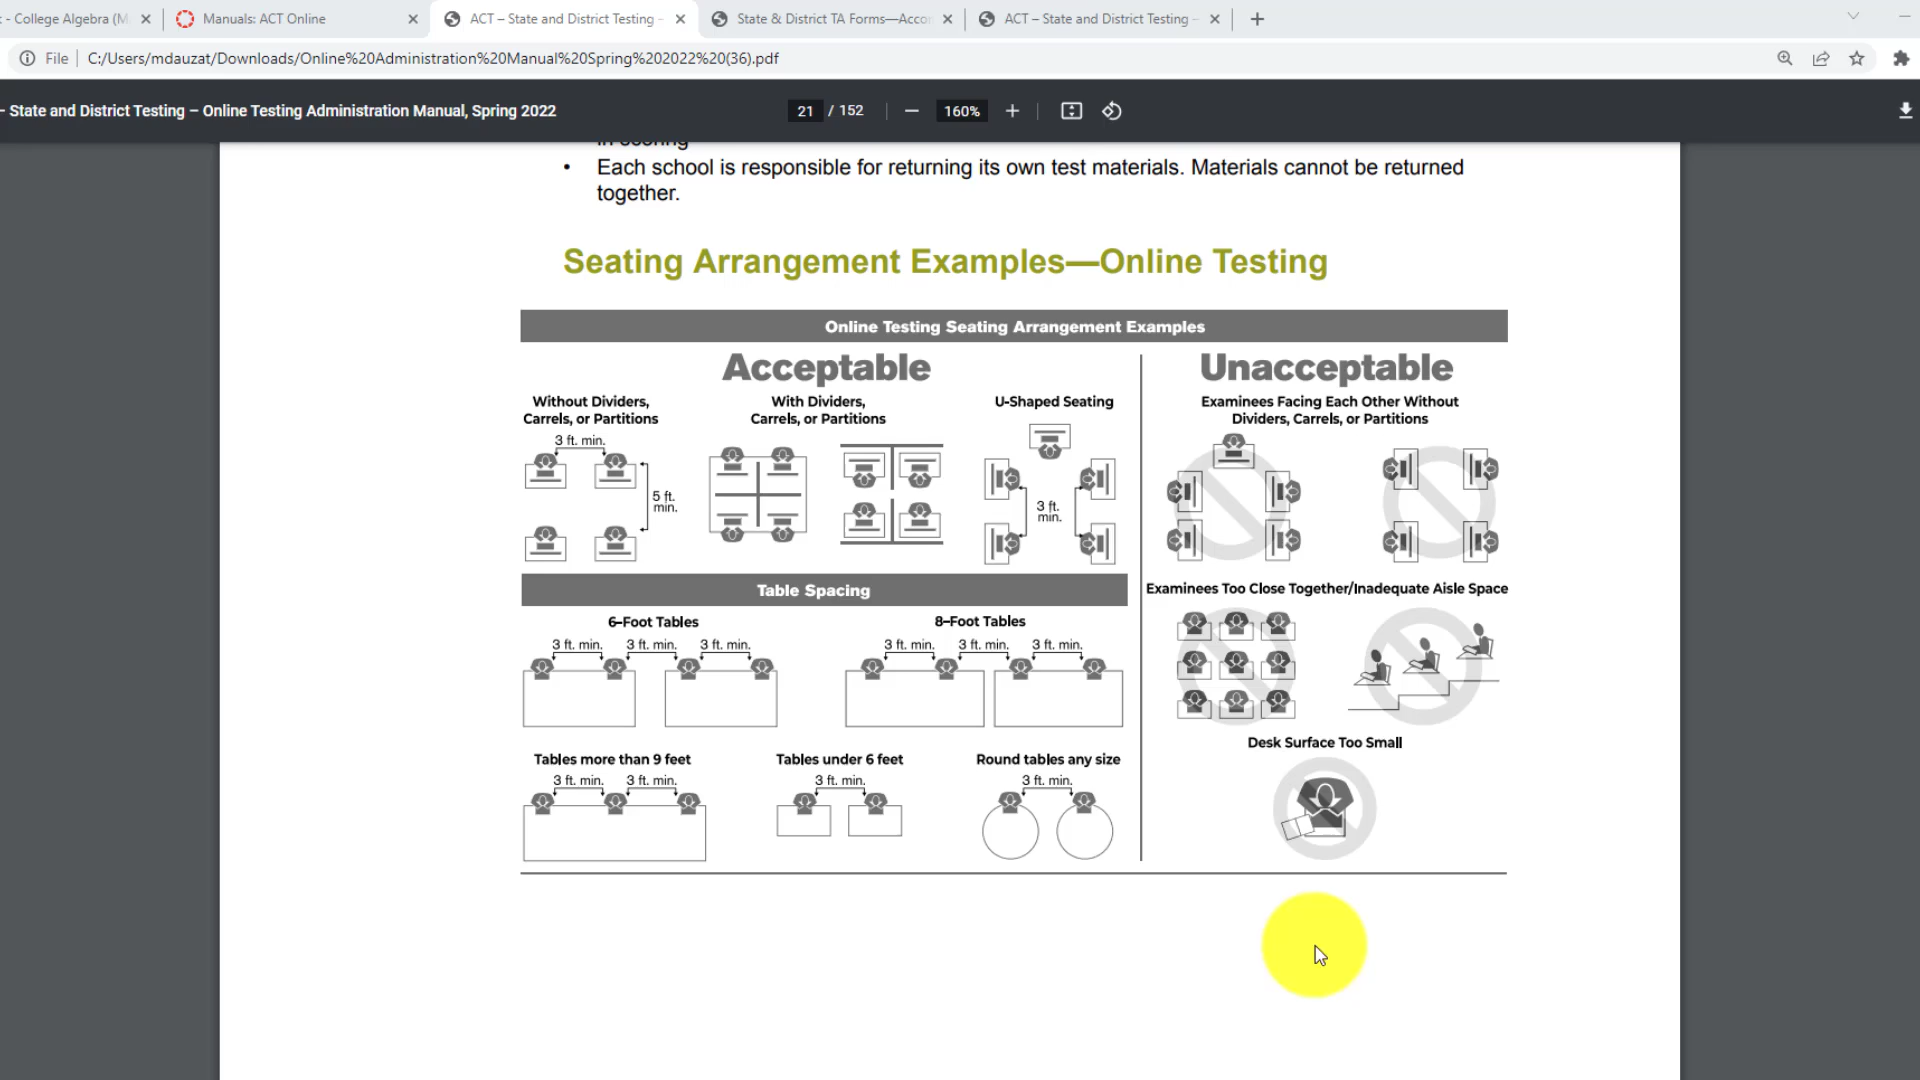 : - College Algebra (M
Manuals: ACT Online
ACT – State and District Testing –
State & District TA Forms—Acco
ACT – State and District Testing –
File
C:/Users/mdauzat/Downloads/Online%20Administration%20Manual%20Spring%202022%20(36).pdf
- State and District Testing – Online Testing Administration Manual, Spring 2022
21 / 152
160%
in scoring
• Each school is responsible for returning its own test materials. Materials cannot be returned
together.
Seating Arrangement Examples—Online Testing
Online Testing Seating Arrangement Examples
Acceptable
Without Dividers,
Carrels, or Partitions
3 ft. min.
5 ft.
min.
With Dividers,
Carrels, or Partitions
U-Shaped Seating
3 ft.
min.
Table Spacing
6–Foot Tables
3 ft. min. 3 ft. min. 3 ft. min.
8–Foot Tables
3 ft. min. 3 ft. min. 3 ft. min.
Tables more than 9 feet
3 ft. min. 3 ft. min.
Tables under 6 feet
3 ft. min.
Round tables any size
3 ft. min.
Unacceptable
Examinees Facing Each Other Without
Dividers, Carrels, or Partitions
Examinees Too Close Together/Inadequate Aisle Space
Desk Surface Too Small